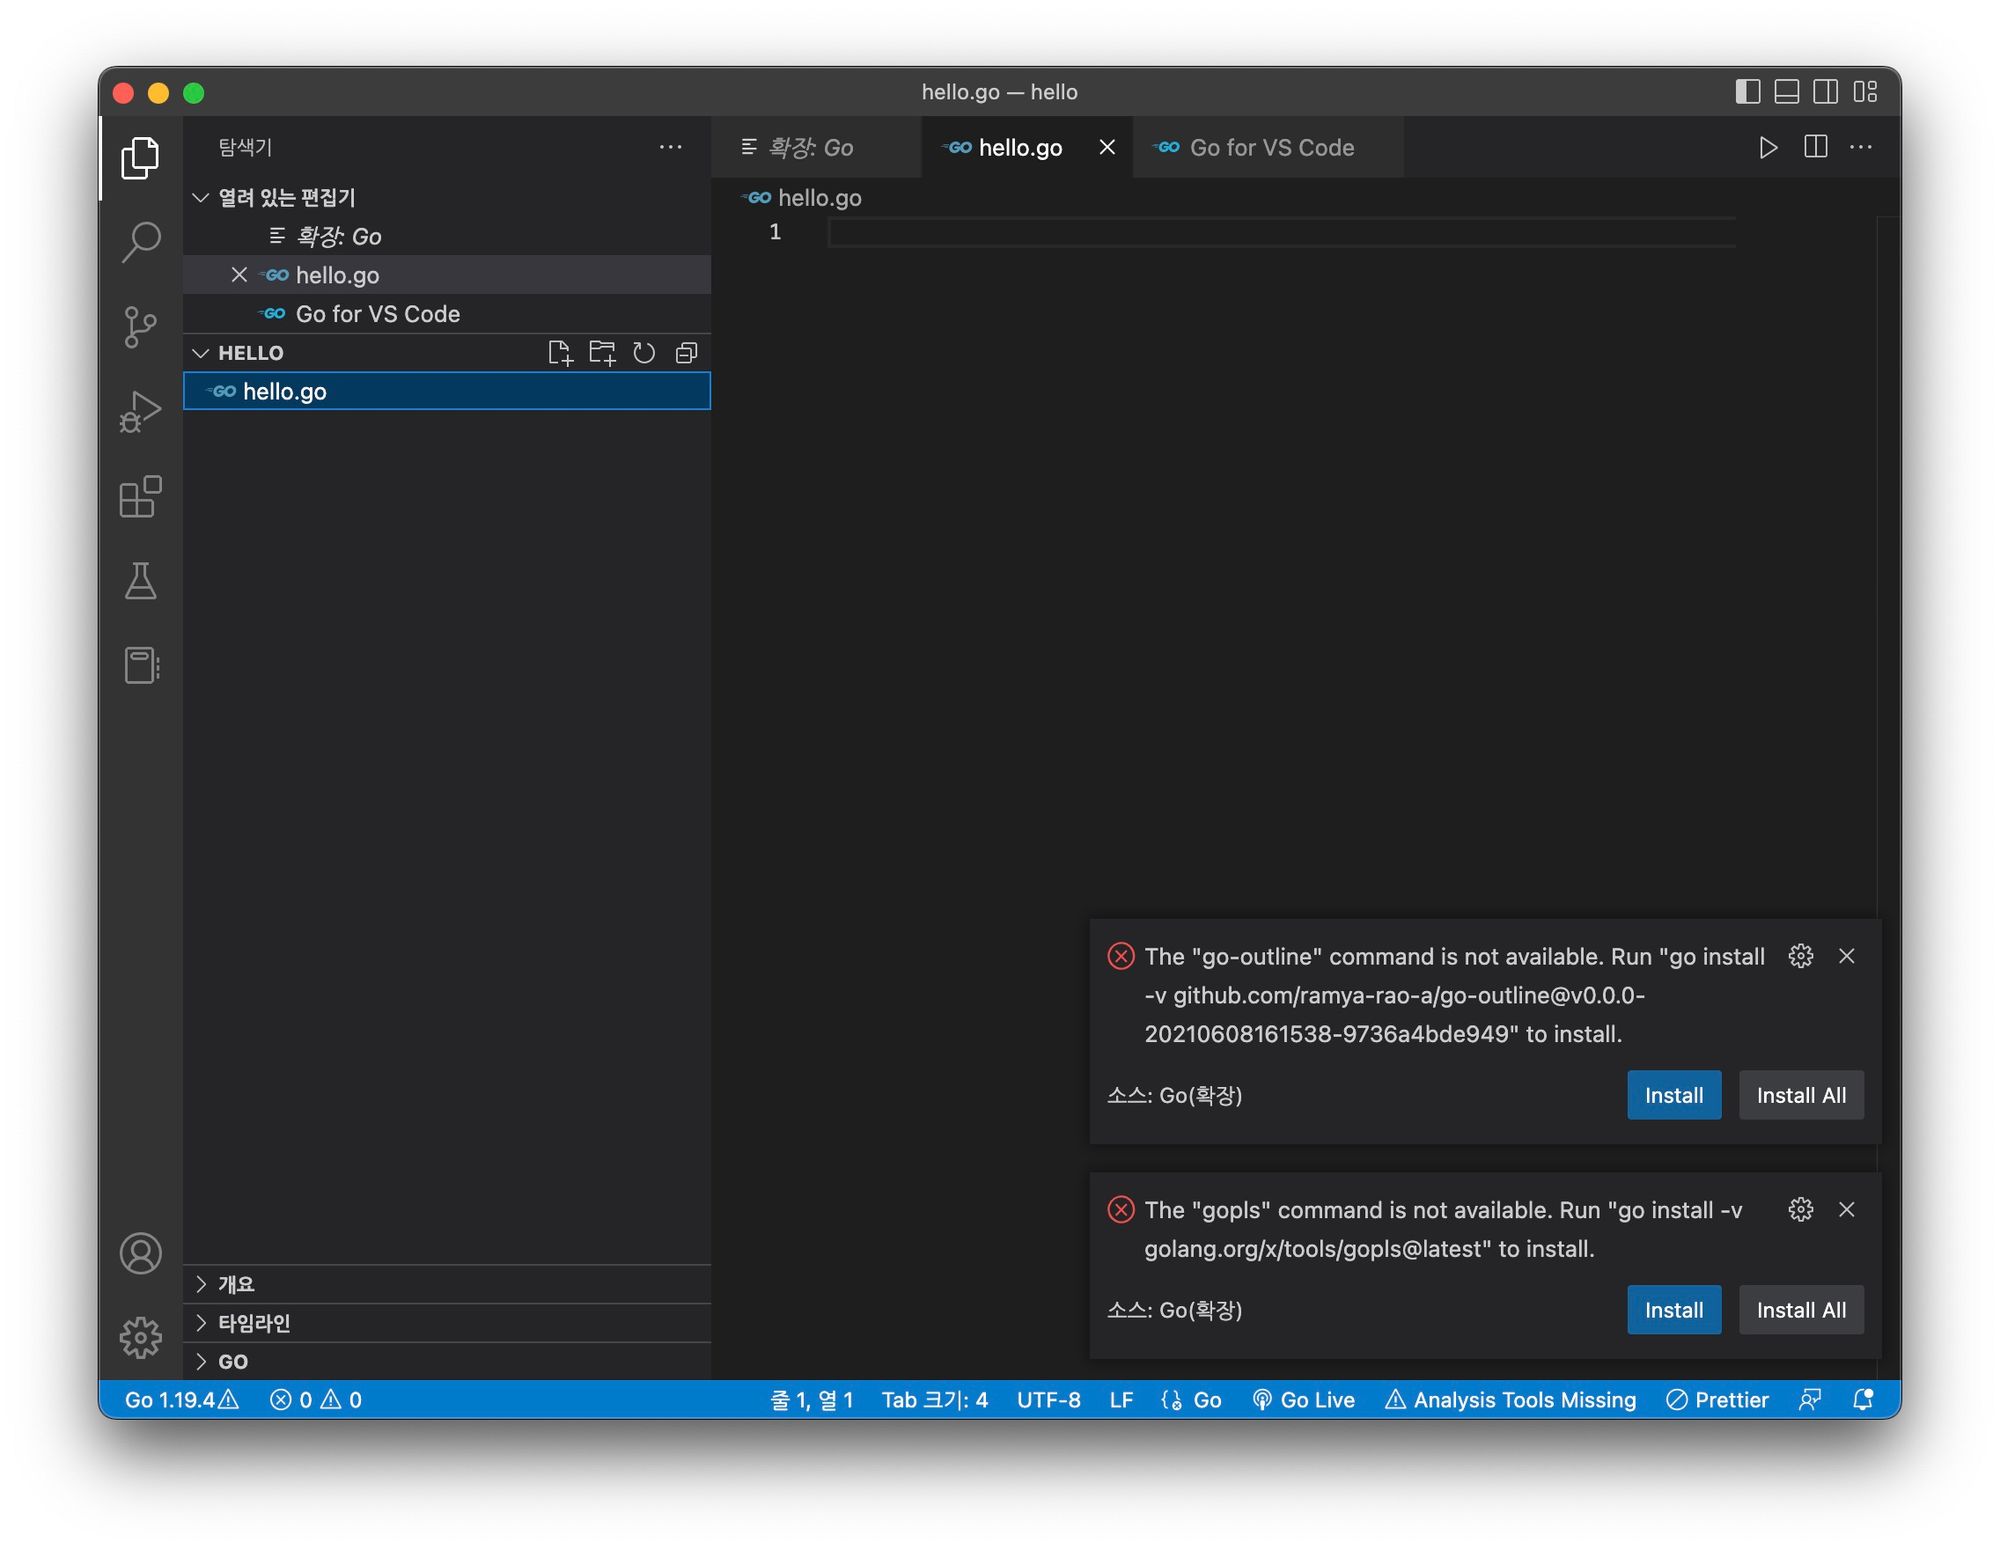 hello.go — hello
탐색기
열려 있는 편집기
확장: Go
hello.go
Go for VS Code
HELLO
hello.go
개요
타임라인
GO
확장: Go
hello.go
Go for VS Code
hello.go
1
The "go-outline" command is not available. Run "go install
-v github.com/ramya-rao-a/go-outline@v0.0.0-
20210608161538-9736a4bde949" to install.
소스: Go(확장)
Install
Install All
The "gopls" command is not available. Run "go install -v
golang.org/x/tools/gopls@latest" to install.
소스: Go(확장)
Install
Install All
Go 1.19.4
0
0
줄 1, 열 1
Tab 크기: 4
UTF-8
LF
Go
Go Live
Analysis Tools Missing
Prettier